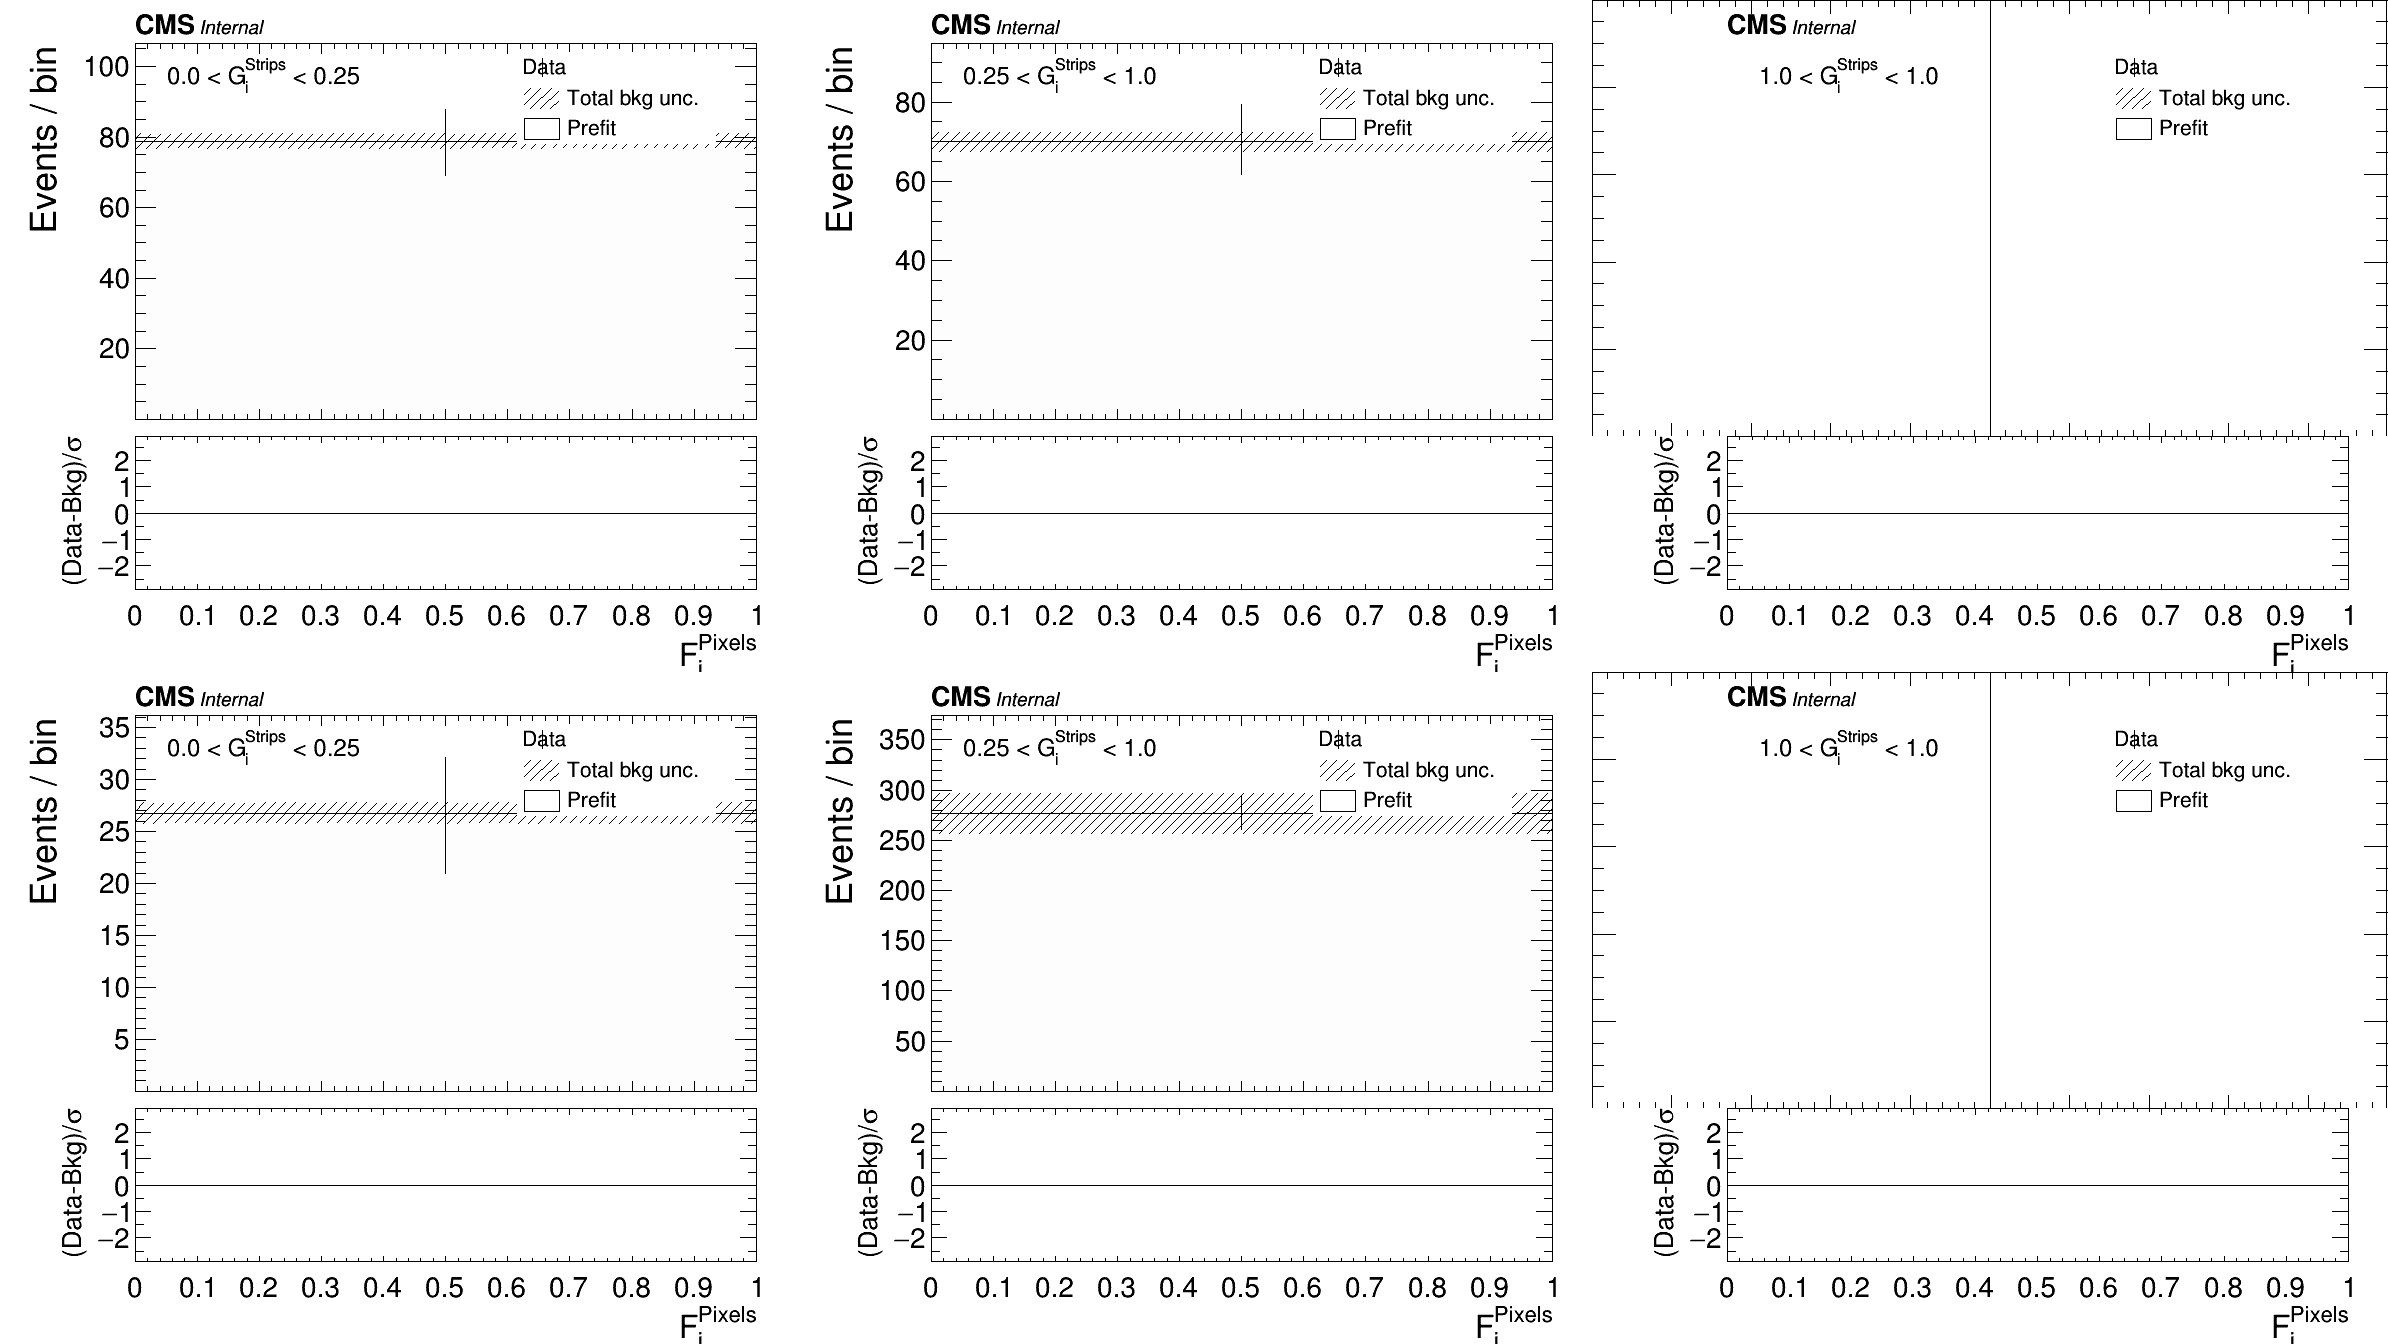 CMS Internal
Events / bin
100
80
60
40
20
0.0 < G_i^Strips < 0.25
Data
Total bkg unc.
Prefit
(Data-Bkg)/σ
2
1
0
−1
−2
0 0.1 0.2 0.3 0.4 0.5 0.6 0.7 0.8 0.9 1
F_i^Pixels
CMS Internal
Events / bin
80
60
40
20
0.25 < G_i^Strips < 1.0
Data
Total bkg unc.
Prefit
(Data-Bkg)/σ
2
1
0
−1
−2
0 0.1 0.2 0.3 0.4 0.5 0.6 0.7 0.8 0.9 1
F_i^Pixels
CMS Internal
1.0 < G_i^Strips < 1.0
Data
Total bkg unc.
Prefit
(Data-Bkg)/σ
2
1
0
−1
−2
0 0.1 0.2 0.3 0.4 0.5 0.6 0.7 0.8 0.9 1
F_i^Pixels
CMS Internal
Events / bin
35
30
25
20
15
10
5
0.0 < G_i^Strips < 0.25
Data
Total bkg unc.
Prefit
(Data-Bkg)/σ
2
1
0
−1
−2
0 0.1 0.2 0.3 0.4 0.5 0.6 0.7 0.8 0.9 1
F_i^Pixels
CMS Internal
Events / bin
350
300
250
200
150
100
50
0.25 < G_i^Strips < 1.0
Data
Total bkg unc.
Prefit
(Data-Bkg)/σ
2
1
0
−1
−2
0 0.1 0.2 0.3 0.4 0.5 0.6 0.7 0.8 0.9 1
F_i^Pixels
CMS Internal
1.0 < G_i^Strips < 1.0
Data
Total bkg unc.
Prefit
(Data-Bkg)/σ
2
1
0
−1
−2
0 0.1 0.2 0.3 0.4 0.5 0.6 0.7 0.8 0.9 1
F_i^Pixels